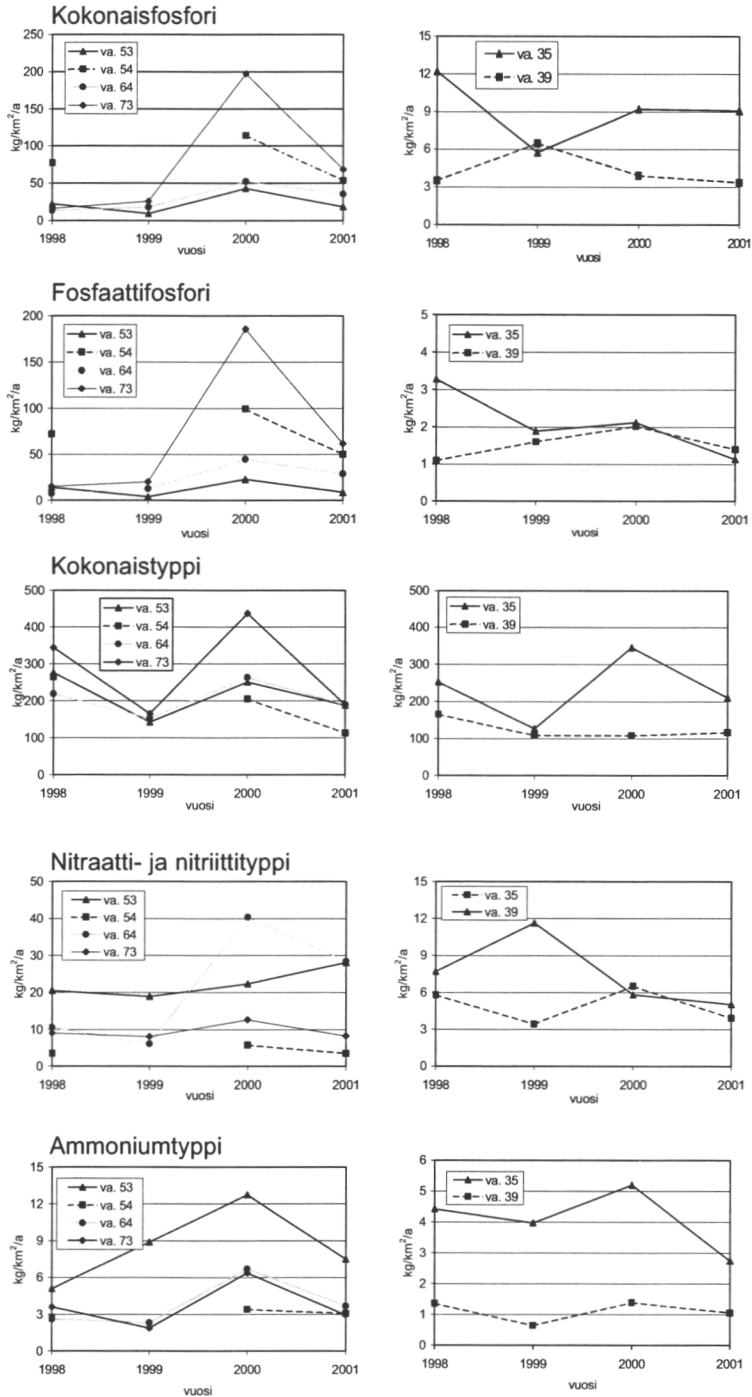 Kokonaisfosfori
250
200
150
100
50
0
kg/km²/a
va. 53
va. 54
va. 64
va. 73
1998 1999 2000 2001
vuosi
15
12
9
6
3
0
kg/km²/a
va. 35
va. 39
1998 1999 2000 2001
vuosi
Fosfaattifosfori
200
150
100
50
0
kg/km²/a
va. 53
va. 54
va. 64
va. 73
1998 1999 2000 2001
vuosi
5
4
3
2
1
0
kg/km²/a
va. 35
va. 39
1998 1999 2000 2001
vuosi
Kokonaistyppi
500
400
300
200
100
0
kg/km²/a
va. 53
va. 54
va. 64
va. 73
1998 1999 2000 2001
vuosi
500
400
300
200
100
0
kg/km²/a
va. 35
va. 39
1998 1999 2000 2001
vuosi
Nitraatti- ja nitriittityppi
50
40
30
20
10
0
kg/km²/a
va. 53
va. 54
va. 64
va. 73
1998 1999 2000 2001
vuosi
15
12
9
6
3
0
kg/km²/a
va. 35
va. 39
1998 1999 2000 2001
vuosi
Ammoniumtyppi
15
12
9
6
3
0
kg/km²/a
va. 53
va. 54
va. 64
va. 73
1998 1999 2000 2001
vuosi
6
5
4
3
2
1
0
kg/km²/a
va. 35
va. 39
1998 1999 2000 2001
vuosi